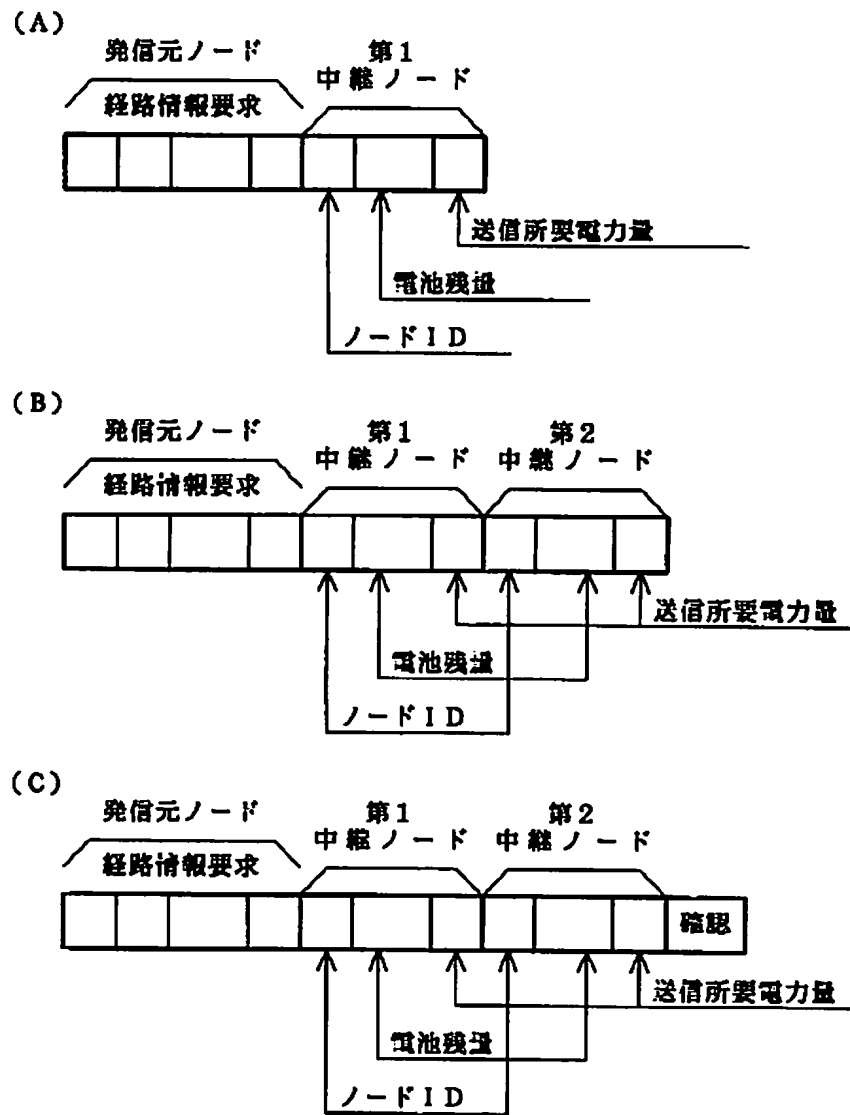 (A)
発信元ノード
第1
中継ノード
経路情報要求
送信所要電力量
電池残量
ノードID
(B)
発信元ノード
第1
第2
中継ノード
中継ノード
経路情報要求
送信所要電力量
電池残量
ノードID
(C)
発信元ノード
第1
第2
中継ノード
中継ノード
経路情報要求
確認
送信所要電力量
電池残量
ノードID